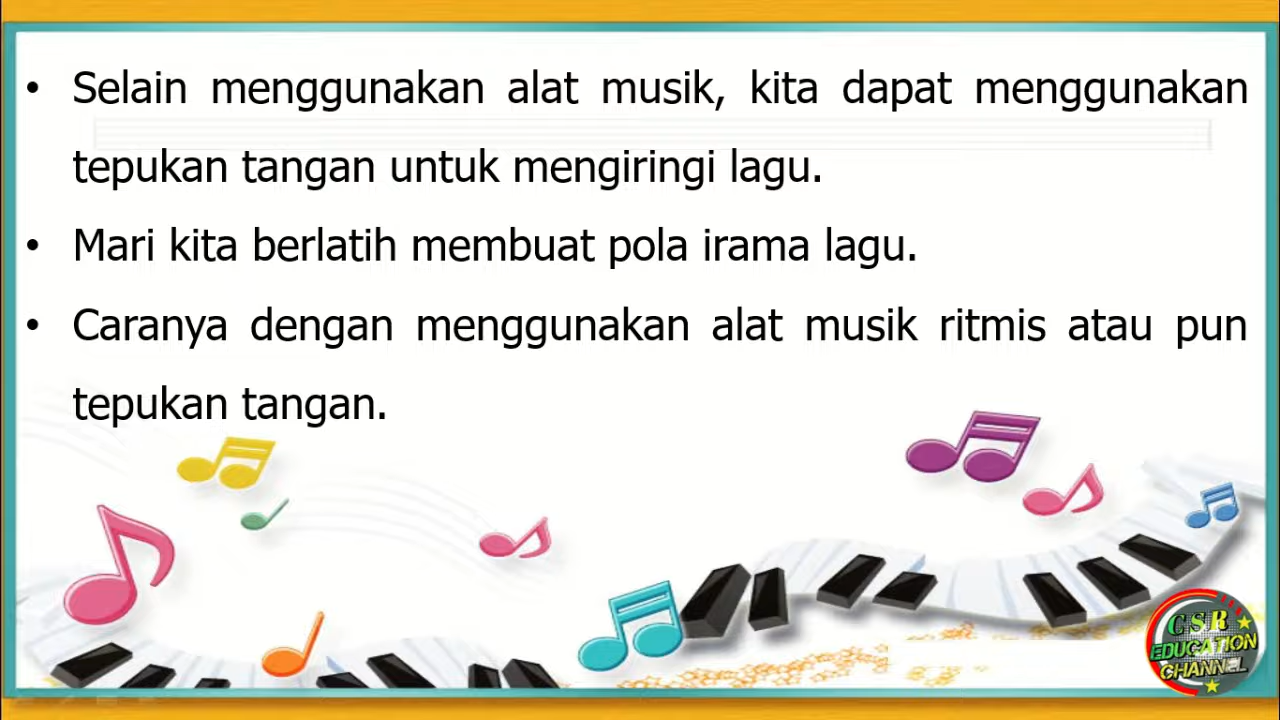 • Selain menggunakan alat musik, kita dapat menggunakan
tepukan tangan untuk mengiringi lagu.
• Mari kita berlatih membuat pola irama lagu.
• Caranya dengan menggunakan alat musik ritmis atau pun
tepukan tangan.
CSR
EDUCATION
CHANNEL